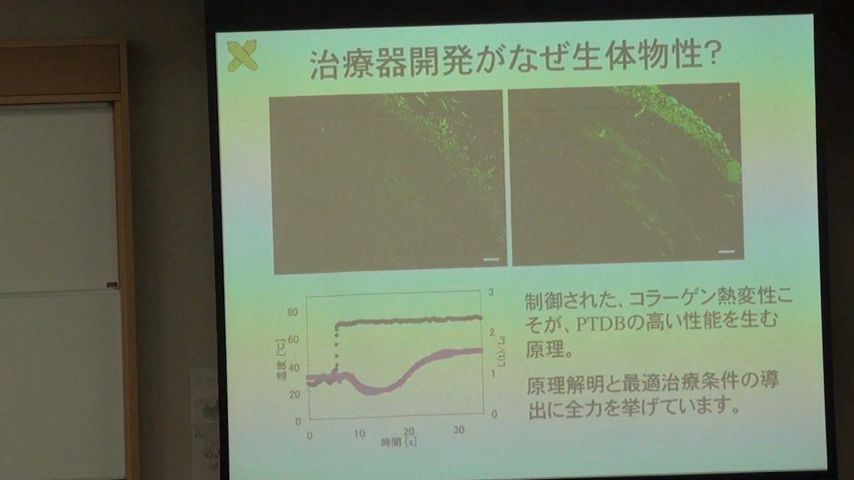 治療器開発がなぜ生体物性?
制御された、コラーゲン熱変性こ
そが、PTDBの高い性能を生む
原理。
原理解明と最適治療条件の導
出に全力を挙げています。
温度 [℃]
80
60
40
20
0
3
2
1
0
L(t)/L₀
0 10 20 30
時間 [s]